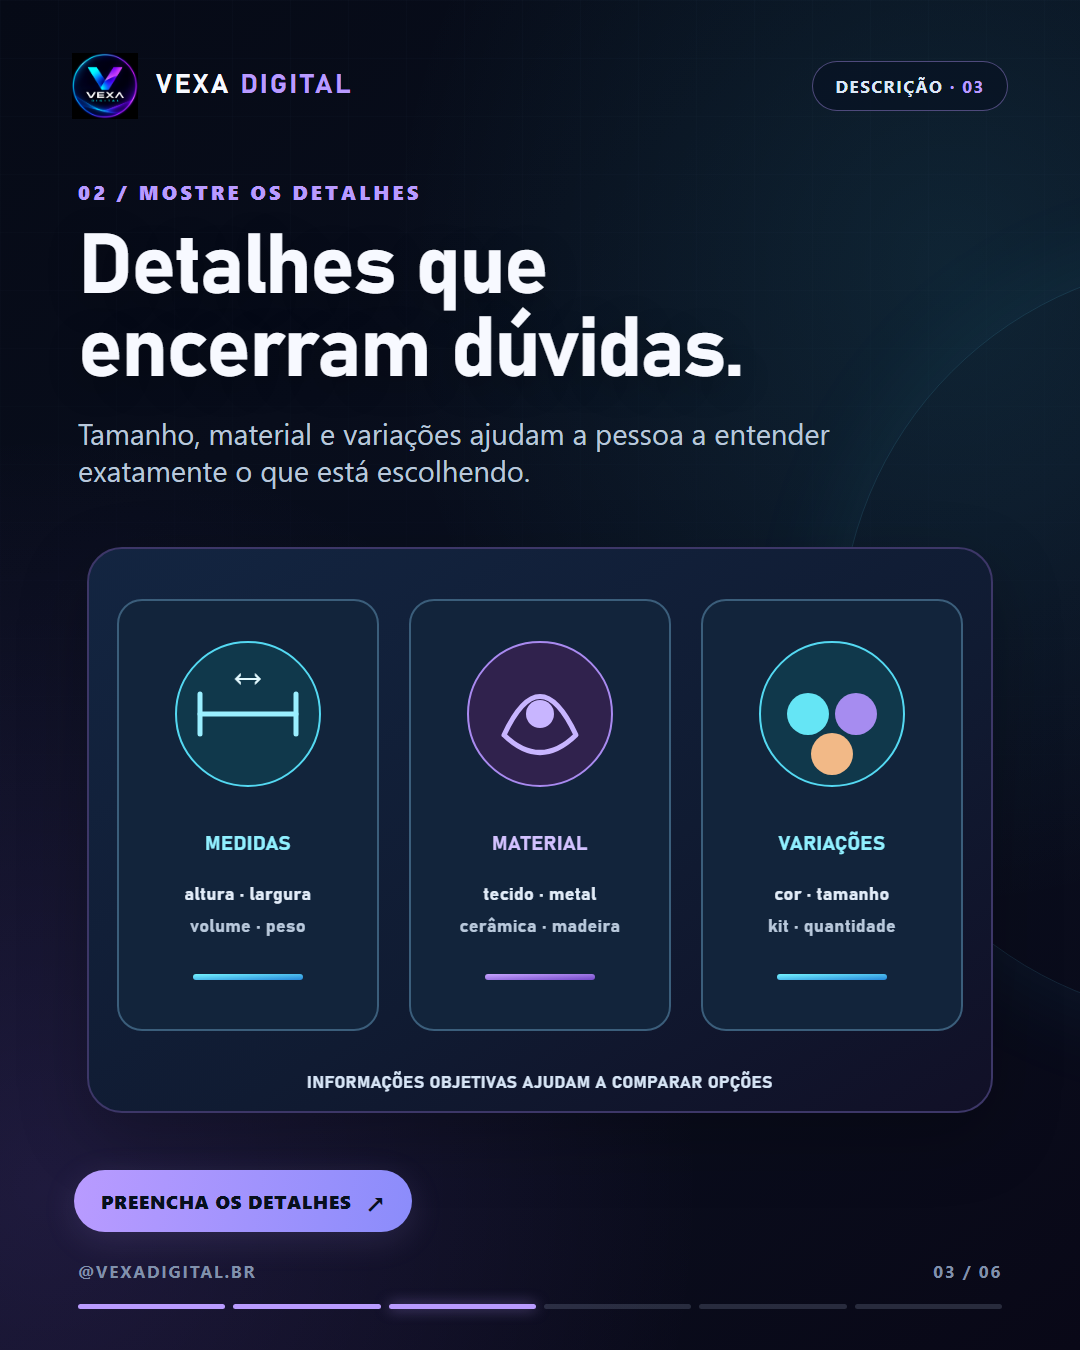 VEXA
DIGITAL
VEXA DIGITAL
DESCRIÇÃO · 03
02 / MOSTRE OS DETALHES
Detalhes que
encerram dúvidas.
Tamanho, material e variações ajudam a pessoa a entender
exatamente o que está escolhendo.
MEDIDAS
altura · largura
volume · peso
MATERIAL
tecido · metal
cerâmica · madeira
VARIAÇÕES
cor · tamanho
kit · quantidade
INFORMAÇÕES OBJETIVAS AJUDAM A COMPARAR OPÇÕES
PREENCHA OS DETALHES ↗
@VEXADIGITAL.BR
03 / 06